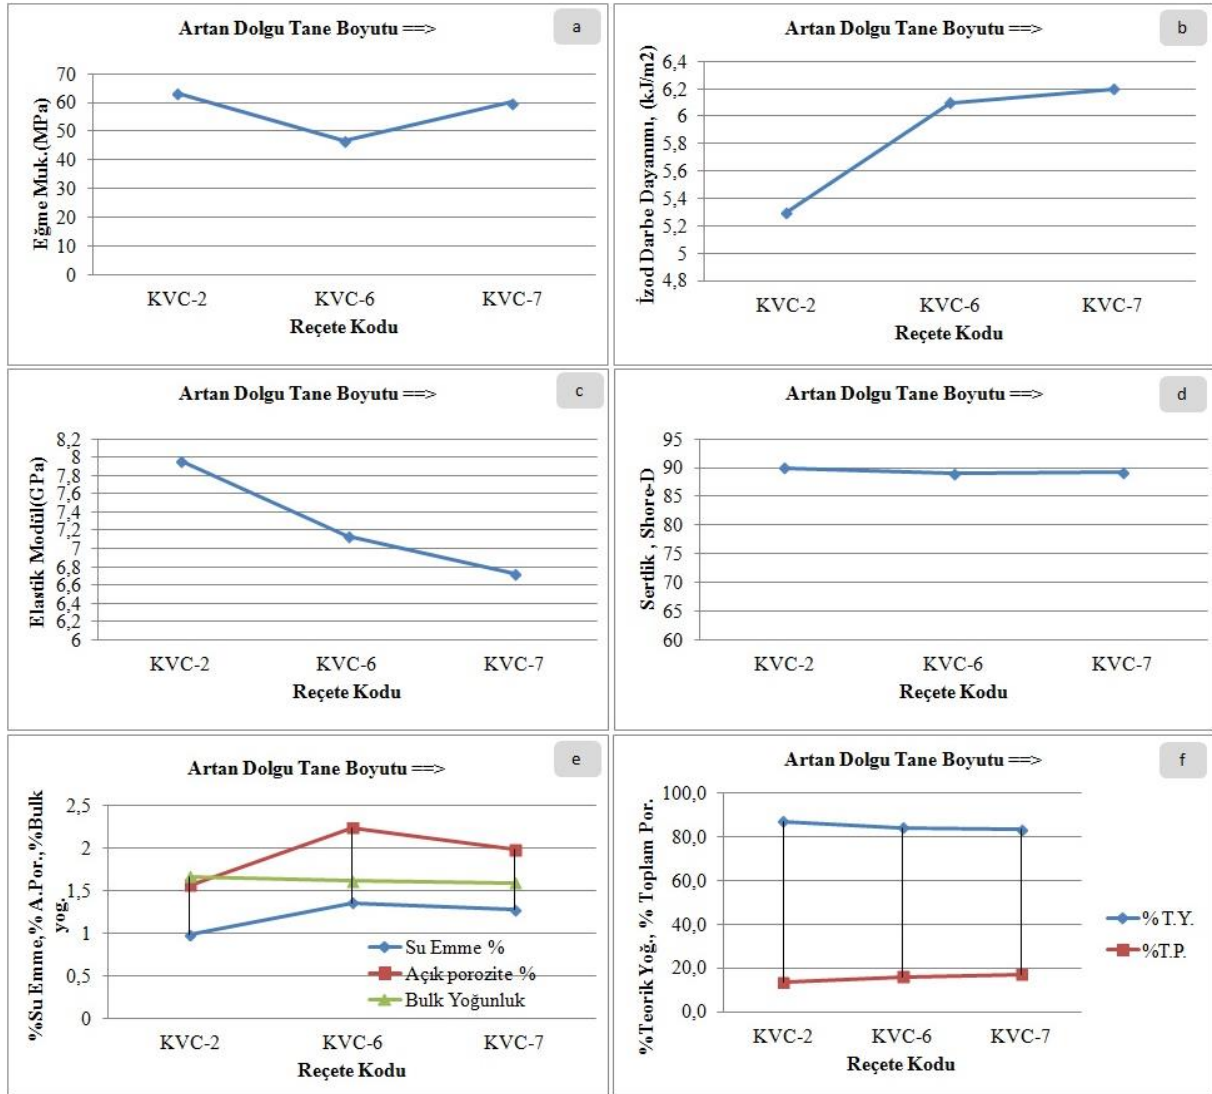 Artan Dolgu Tane Boyutu ==>
a
Eğme Muk.(MPa)
70
60
50
40
30
20
10
0
KVC-2 KVC-6 KVC-7
Reçete Kodu
Artan Dolgu Tane Boyutu ==>
b
İzod Darbe Dayanımı, (kJ/m2)
6,4
6,2
6
5,8
5,6
5,4
5,2
5
4,8
KVC-2 KVC-6 KVC-7
Reçete Kodu
Artan Dolgu Tane Boyutu ==>
c
Elastik Modül(GPa)
8,2
8
7,8
7,6
7,4
7,2
7
6,8
6,6
6,4
6,2
6
KVC-2 KVC-6 KVC-7
Reçete Kodu
Artan Dolgu Tane Boyutu ==>
d
Sertlik , Shore-D
95
90
85
80
75
70
65
60
KVC-2 KVC-6 KVC-7
Reçete Kodu
Artan Dolgu Tane Boyutu ==>
e
%Su Emme,% A.Por.,%Bulk
yog.
2,5
2
1,5
1
0,5
0
Su Emme %
Açık porozite %
Bulk Yoğunluk
KVC-2 KVC-6 KVC-7
Reçete Kodu
Artan Dolgu Tane Boyutu ==>
f
%Teorik Yoğ., % Toplam Por.
100,0
80,0
60,0
40,0
20,0
0,0
%T.Y.
%T.P.
KVC-2 KVC-6 KVC-7
Reçete Kodu